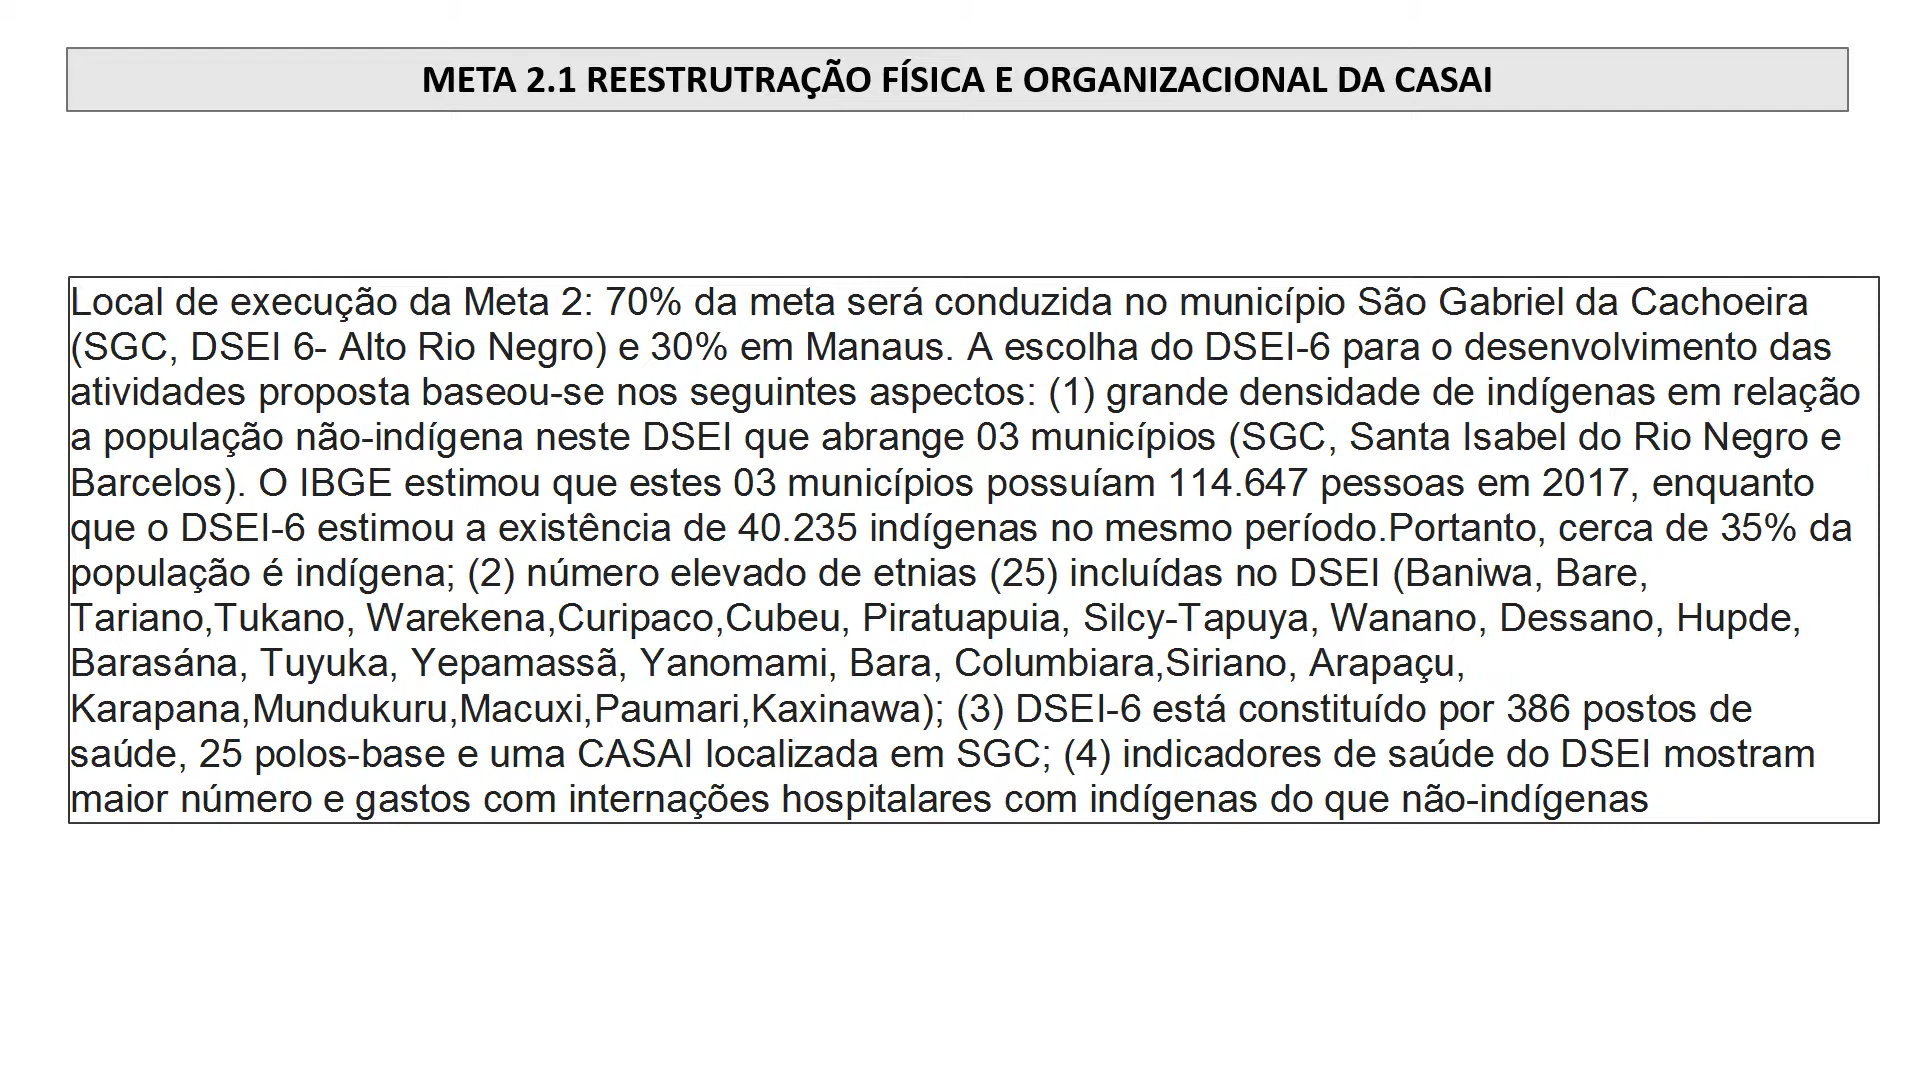 META 2.1 REESTRUTRAÇÃO FÍSICA E ORGANIZACIONAL DA CASAI
Local de execução da Meta 2: 70% da meta será conduzida no município São Gabriel da Cachoeira
(SGC, DSEI 6- Alto Rio Negro) e 30% em Manaus. A escolha do DSEI-6 para o desenvolvimento das
atividades proposta baseou-se nos seguintes aspectos: (1) grande densidade de indígenas em relação
a população não-indígena neste DSEI que abrange 03 municípios (SGC, Santa Isabel do Rio Negro e
Barcelos). O IBGE estimou que estes 03 municípios possuíam 114.647 pessoas em 2017, enquanto
que o DSEI-6 estimou a existência de 40.235 indígenas no mesmo período.Portanto, cerca de 35% da
população é indígena; (2) número elevado de etnias (25) incluídas no DSEI (Baniwa, Bare,
Tariano,Tukano, Warekena,Curipaco,Cubeu, Piratuapuia, Silcy-Tapuya, Wanano, Dessano, Hupde,
Barasána, Tuyuka, Yepamassã, Yanomami, Bara, Columbiara,Siriano, Arapaçu,
Karapana,Mundukuru,Macuxi,Paumari,Kaxinawa); (3) DSEI-6 está constituído por 386 postos de
saúde, 25 polos-base e uma CASAI localizada em SGC; (4) indicadores de saúde do DSEI mostram
maior número e gastos com internações hospitalares com indígenas do que não-indígenas